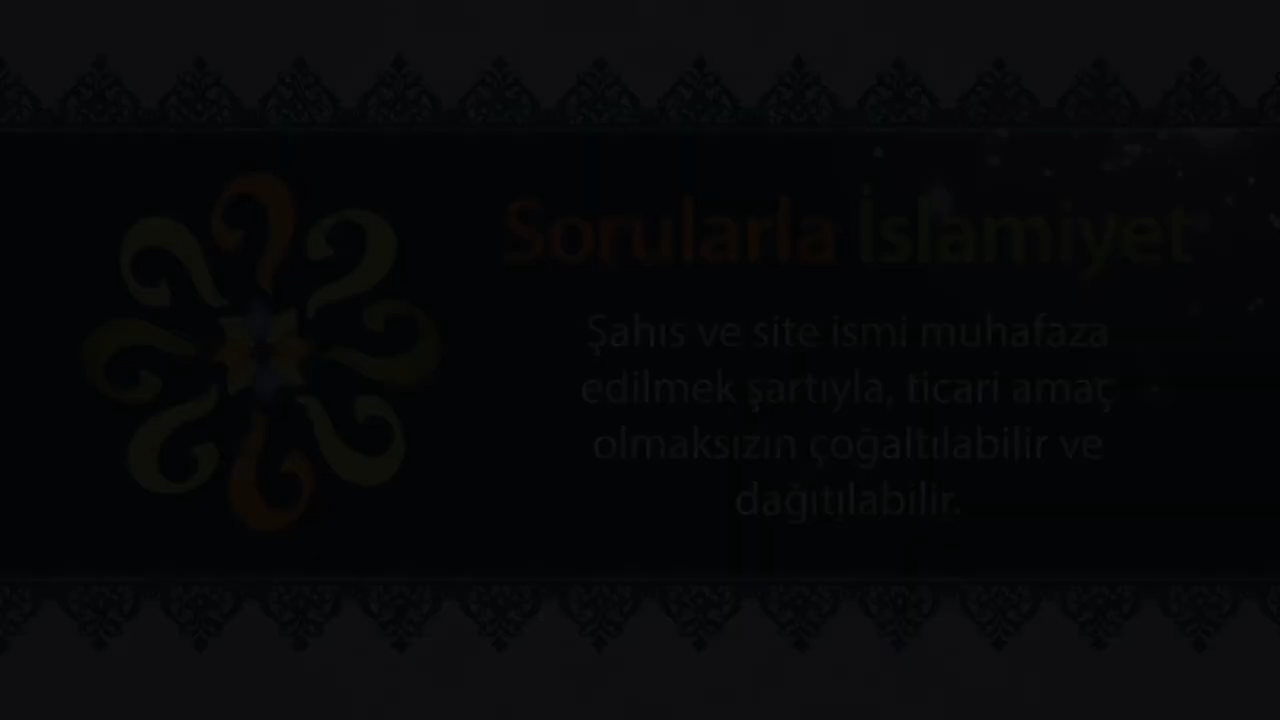 Sorularla İslamiyet
Şahıs ve site ismi muhafaza
edilmek şartıyla, ticari amaç
olmaksızın çoğaltılabilir ve
dağıtılabilir.